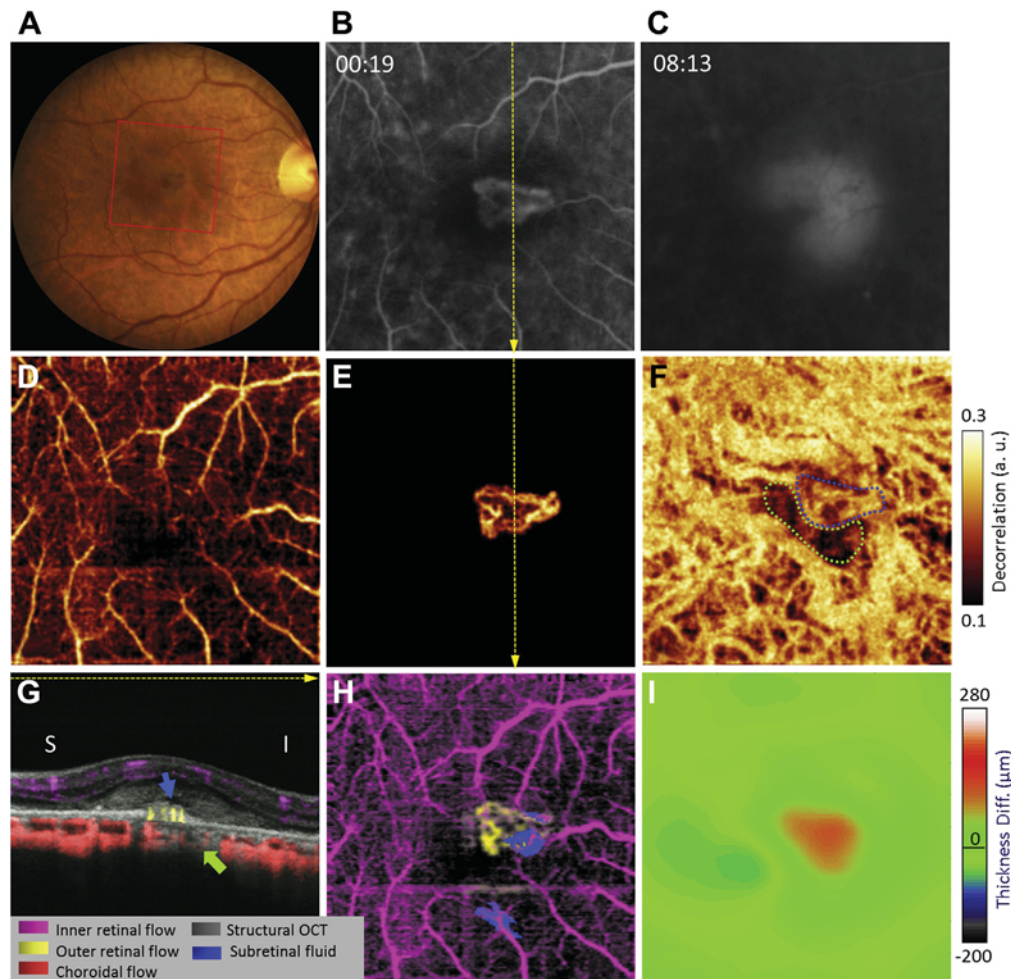 A
B
00:19
C
08:13
D
E
F
0.3
Decorrelation (a. u.)
0.1
G
S
I
Inner retinal flow
Outer retinal flow
Choroidal flow
Structural OCT
Subretinal fluid
H
I
280
Thickness Diff. (µm)
0
-200